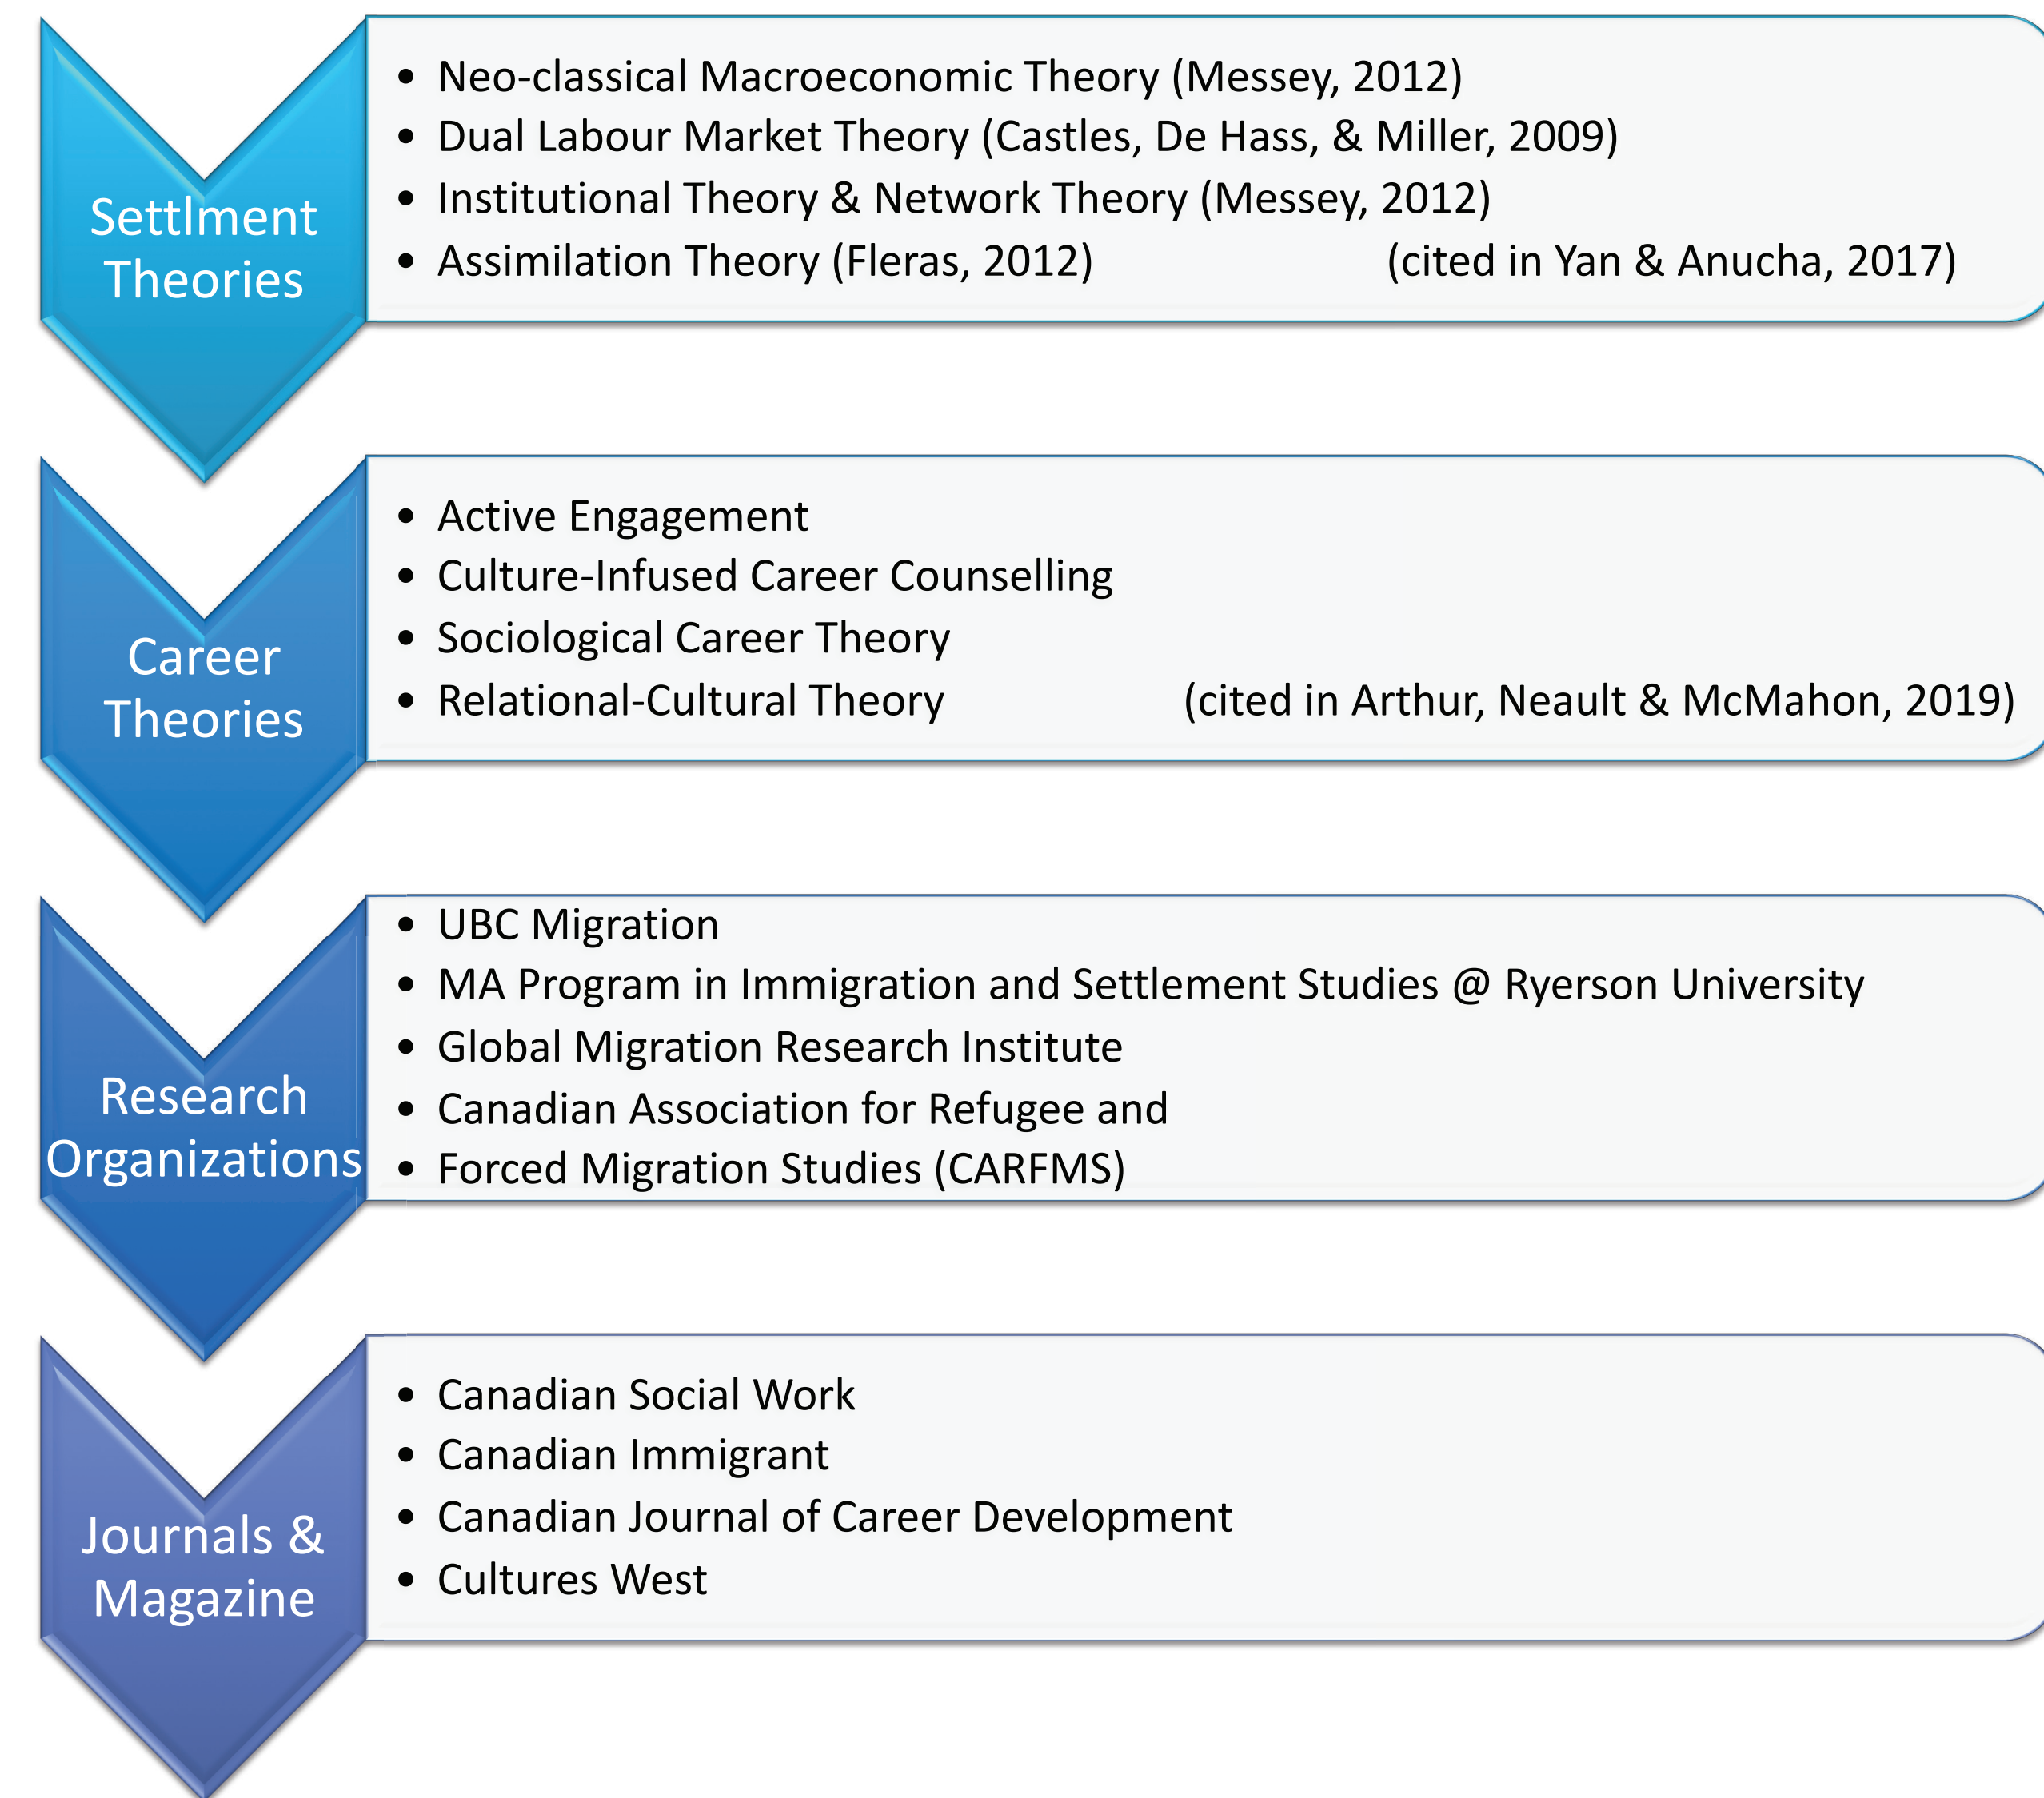 Settlment
Theories
• Neo-classical Macroeconomic Theory (Messey, 2012)
• Dual Labour Market Theory (Castles, De Hass, & Miller, 2009)
• Institutional Theory & Network Theory (Messey, 2012)
• Assimilation Theory (Fleras, 2012) (cited in Yan & Anucha, 2017)
Career
Theories
• Active Engagement
• Culture-Infused Career Counselling
• Sociological Career Theory
• Relational-Cultural Theory (cited in Arthur, Neault & McMahon, 2019)
Research
Organizations
• UBC Migration
• MA Program in Immigration and Settlement Studies @ Ryerson University
• Global Migration Research Institute
• Canadian Association for Refugee and
• Forced Migration Studies (CARFMS)
Journals &
Magazine
• Canadian Social Work
• Canadian Immigrant
• Canadian Journal of Career Development
• Cultures West